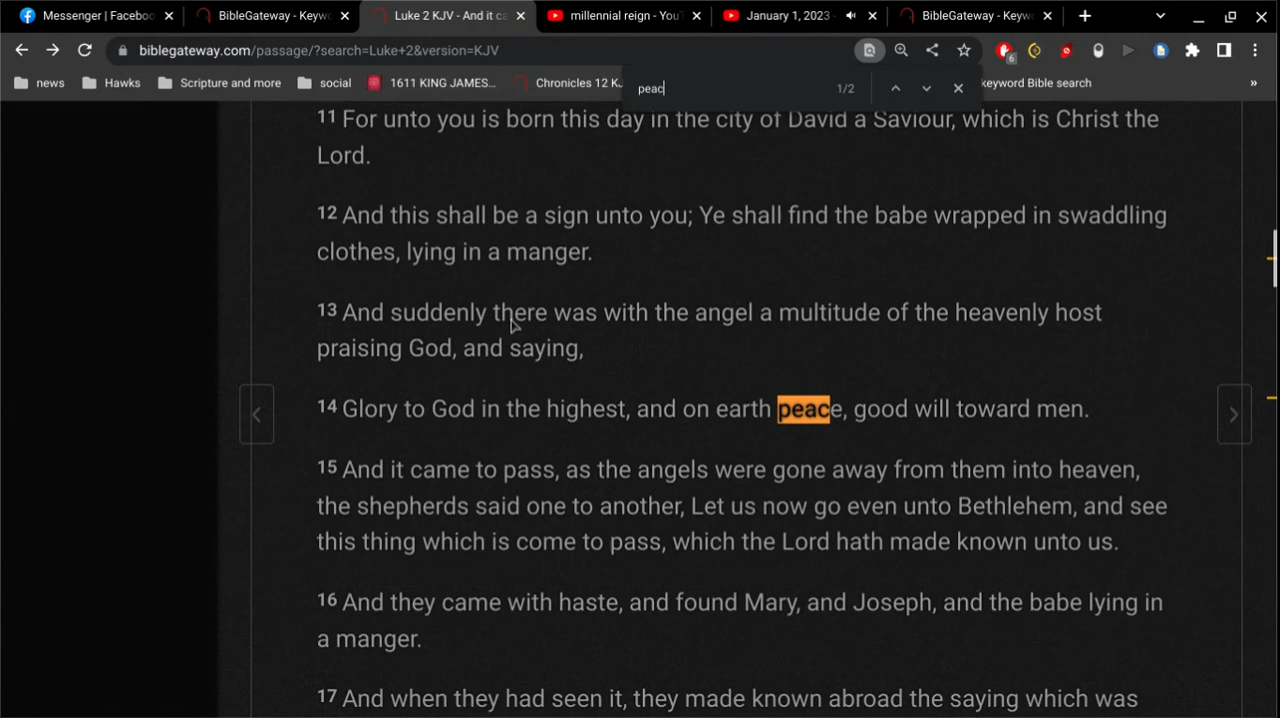 Messenger | Faceboo
BibleGateway - Keywo
Luke 2 KJV - And it ca
millennial reign - YouT
January 1, 2023 -
BibleGateway - Keyw
biblegateway.com/passage/?search=Luke+2&version=KJV
6
news
Hawks
Scripture and more
social
1611 KING JAMES...
Chronicles 12 KJ
keyword Bible search
»
peac
1/2
11 For unto you is born this day in the city of David a Saviour, which is Christ the
Lord.
12 And this shall be a sign unto you; Ye shall find the babe wrapped in swaddling
clothes, lying in a manger.
13 And suddenly there was with the angel a multitude of the heavenly host
praising God, and saying,
14 Glory to God in the highest, and on earth peace, good will toward men.
15 And it came to pass, as the angels were gone away from them into heaven,
the shepherds said one to another, Let us now go even unto Bethlehem, and see
this thing which is come to pass, which the Lord hath made known unto us.
16 And they came with haste, and found Mary, and Joseph, and the babe lying in
a manger.
17 And when they had seen it, they made known abroad the saying which was